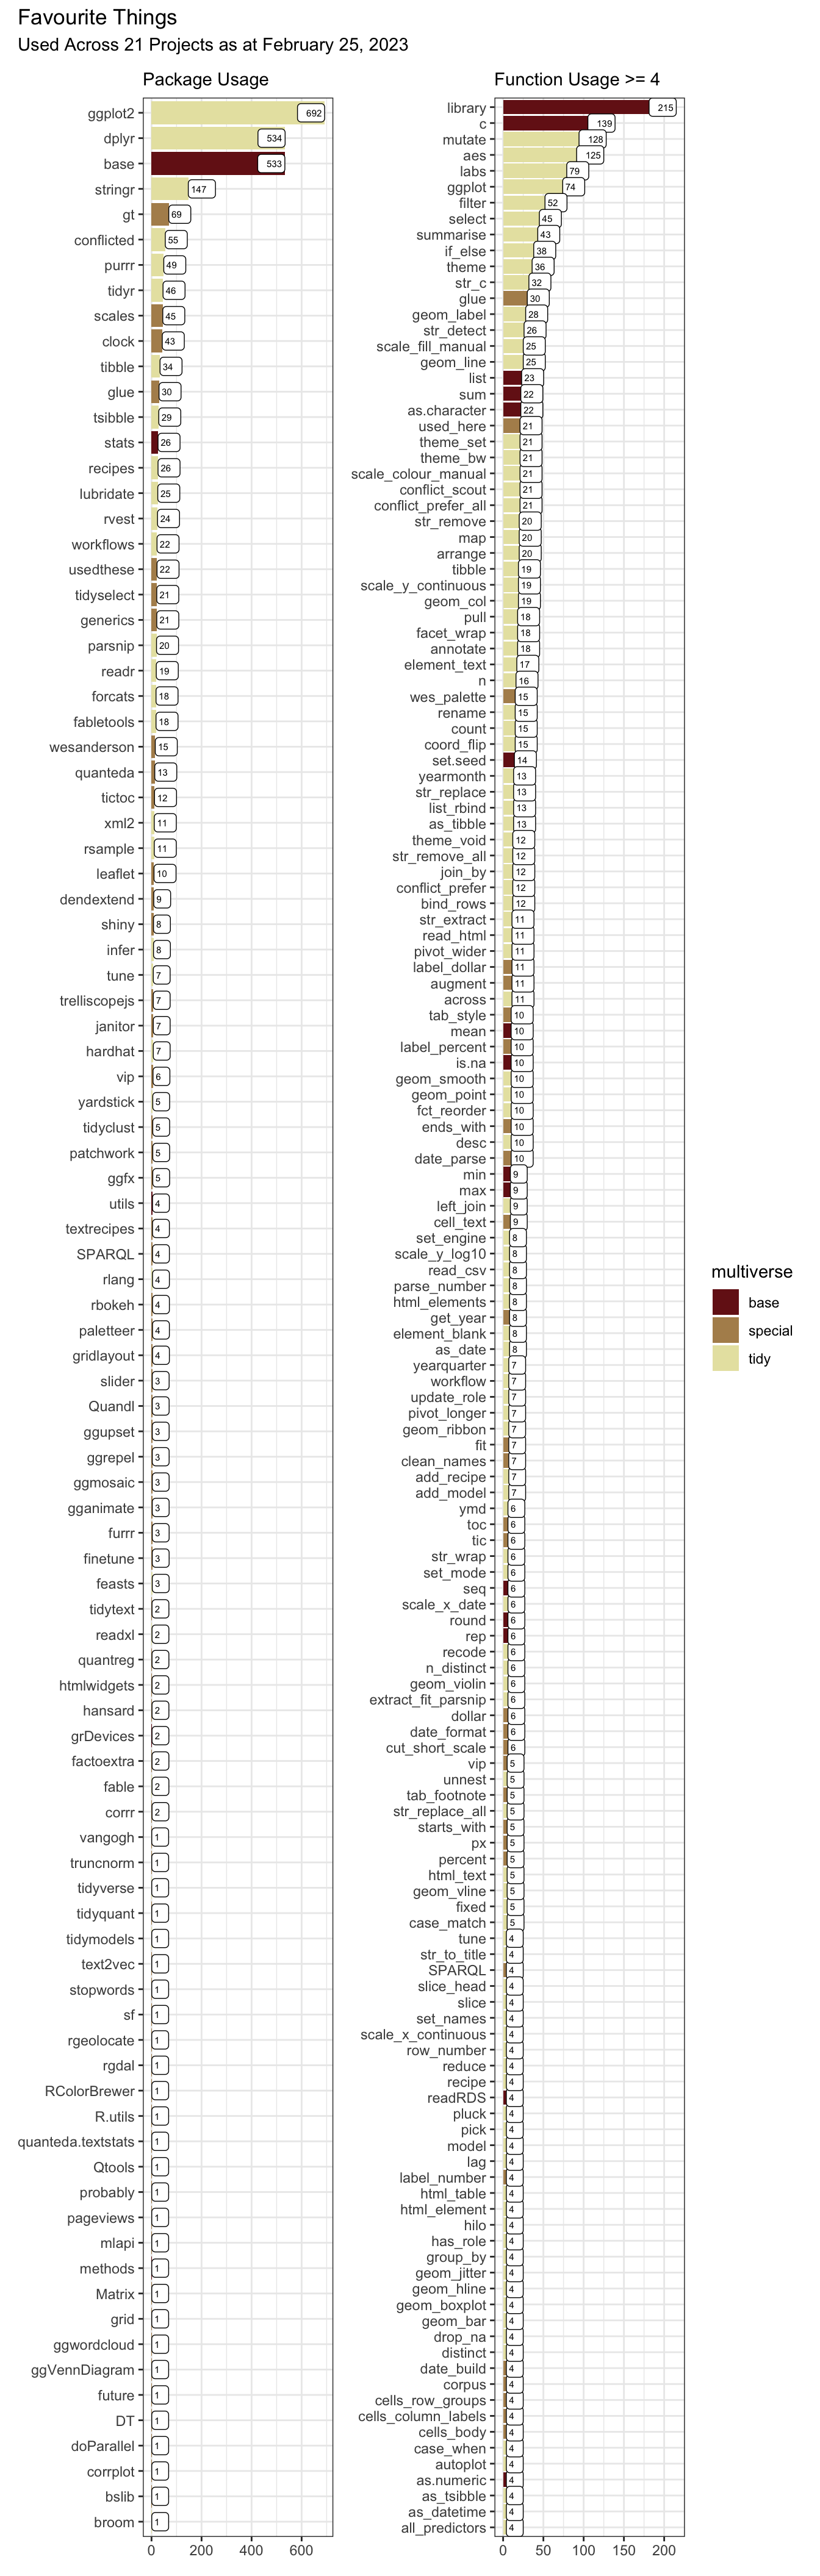 Favourite Things
Used Across 21 Projects as at February 25, 2023
Package Usage
ggplot2 692
dplyr 534
base 533
stringr 147
gt 69
conflicted 55
purrr 49
tidyr 46
scales 45
clock 43
tibble 34
glue 30
tsibble 29
stats 26
recipes 26
lubridate 25
rvest 24
workflows 22
usedthese 22
tidyselect 21
generics 21
parsnip 20
readr 19
forcats 18
fabletools 18
wesanderson 15
quanteda 13
tictoc 12
xml2 11
rsample 11
leaflet 10
dendextend 9
shiny 8
infer 8
tune 7
trelliscopejs 7
janitor 7
hardhat 7
vip 6
yardstick 5
tidyclust 5
patchwork 5
ggfx 5
utils 4
textrecipes 4
SPARQL 4
rlang 4
rbokeh 4
paletteer 4
gridlayout 4
slider 3
Quandl 3
ggupset 3
ggrepel 3
ggmosaic 3
gganimate 3
furrr 3
finetune 3
feasts 3
tidytext 2
readxl 2
quantreg 2
htmlwidgets 2
hansard 2
grDevices 2
factoextra 2
fable 2
corrr 2
vangogh 1
truncnorm 1
tidyverse 1
tidyquant 1
tidymodels 1
text2vec 1
stopwords 1
sf 1
rgeolocate 1
rgdal 1
RColorBrewer 1
R.utils 1
quanteda.textstats 1
Qtools 1
probably 1
pageviews 1
mlapi 1
methods 1
Matrix 1
grid 1
ggwordcloud 1
ggVennDiagram 1
future 1
DT 1
doParallel 1
corrplot 1
bslib 1
broom 1
0 200 400 600
Function Usage >= 4
library 215
c 139
mutate 128
aes 125
labs 79
ggplot 74
filter 52
select 45
summarise 43
if_else 38
theme 36
str_c 32
glue 30
geom_label 28
str_detect 26
scale_fill_manual 25
geom_line 25
list 23
sum 22
as.character 22
used_here 21
theme_set 21
theme_bw 21
scale_colour_manual 21
conflict_scout 21
conflict_prefer_all 21
str_remove 20
map 20
arrange 20
tibble 19
scale_y_continuous 19
geom_col 19
pull 18
facet_wrap 18
annotate 18
element_text 17
n 16
wes_palette 15
rename 15
count 15
coord_flip 15
set.seed 14
yearmonth 13
str_replace 13
list_rbind 13
as_tibble 13
theme_void 12
str_remove_all 12
join_by 12
conflict_prefer 12
bind_rows 12
str_extract 11
read_html 11
pivot_wider 11
label_dollar 11
augment 11
across 11
tab_style 10
mean 10
label_percent 10
is.na 10
geom_smooth 10
geom_point 10
fct_reorder 10
ends_with 10
desc 10
date_parse 10
min 9
max 9
left_join 9
cell_text 9
set_engine 8
scale_y_log10 8
read_csv 8
parse_number 8
html_elements 8
get_year 8
element_blank 8
as_date 8
yearquarter 7
workflow 7
update_role 7
pivot_longer 7
geom_ribbon 7
fit 7
clean_names 7
add_recipe 7
add_model 7
ymd 6
toc 6
tic 6
str_wrap 6
set_mode 6
seq 6
scale_x_date 6
round 6
rep 6
recode 6
n_distinct 6
geom_violin 6
extract_fit_parsnip 6
dollar 6
date_format 6
cut_short_scale 6
vip 5
unnest 5
tab_footnote 5
str_replace_all 5
starts_with 5
px 5
percent 5
html_text 5
geom_vline 5
fixed 5
case_match 5
tune 4
str_to_title 4
SPARQL 4
slice_head 4
slice 4
set_names 4
scale_x_continuous 4
row_number 4
reduce 4
recipe 4
readRDS 4
pluck 4
pick 4
model 4
lag 4
label_number 4
html_table 4
html_element 4
hilo 4
has_role 4
group_by 4
geom_jitter 4
geom_hline 4
geom_boxplot 4
geom_bar 4
drop_na 4
distinct 4
date_build 4
corpus 4
cells_row_groups 4
cells_column_labels 4
cells_body 4
case_when 4
autoplot 4
as.numeric 4
as_tsibble 4
as_datetime 4
all_predictors 4
0 50 100 150 200
multiverse
base
special
tidy